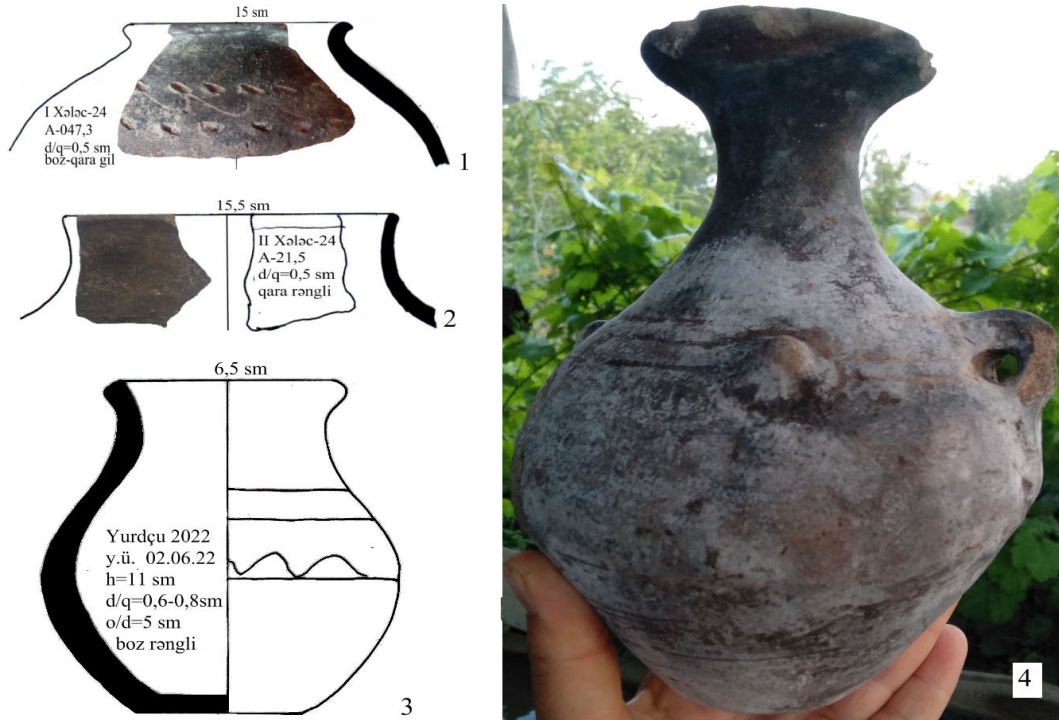 15 sm
I Xələc-24
A-047,3
d/q=0,5 sm
boz-qara gil
1
15,5 sm
II Xələc-24
A-21,5
d/q=0,5 sm
qara rəngli
2
6,5 sm
Yurdçu 2022
y.ü. 02.06.22
h=11 sm
d/q=0,6-0,8sm
o/d=5 sm
boz rəngli
3
4